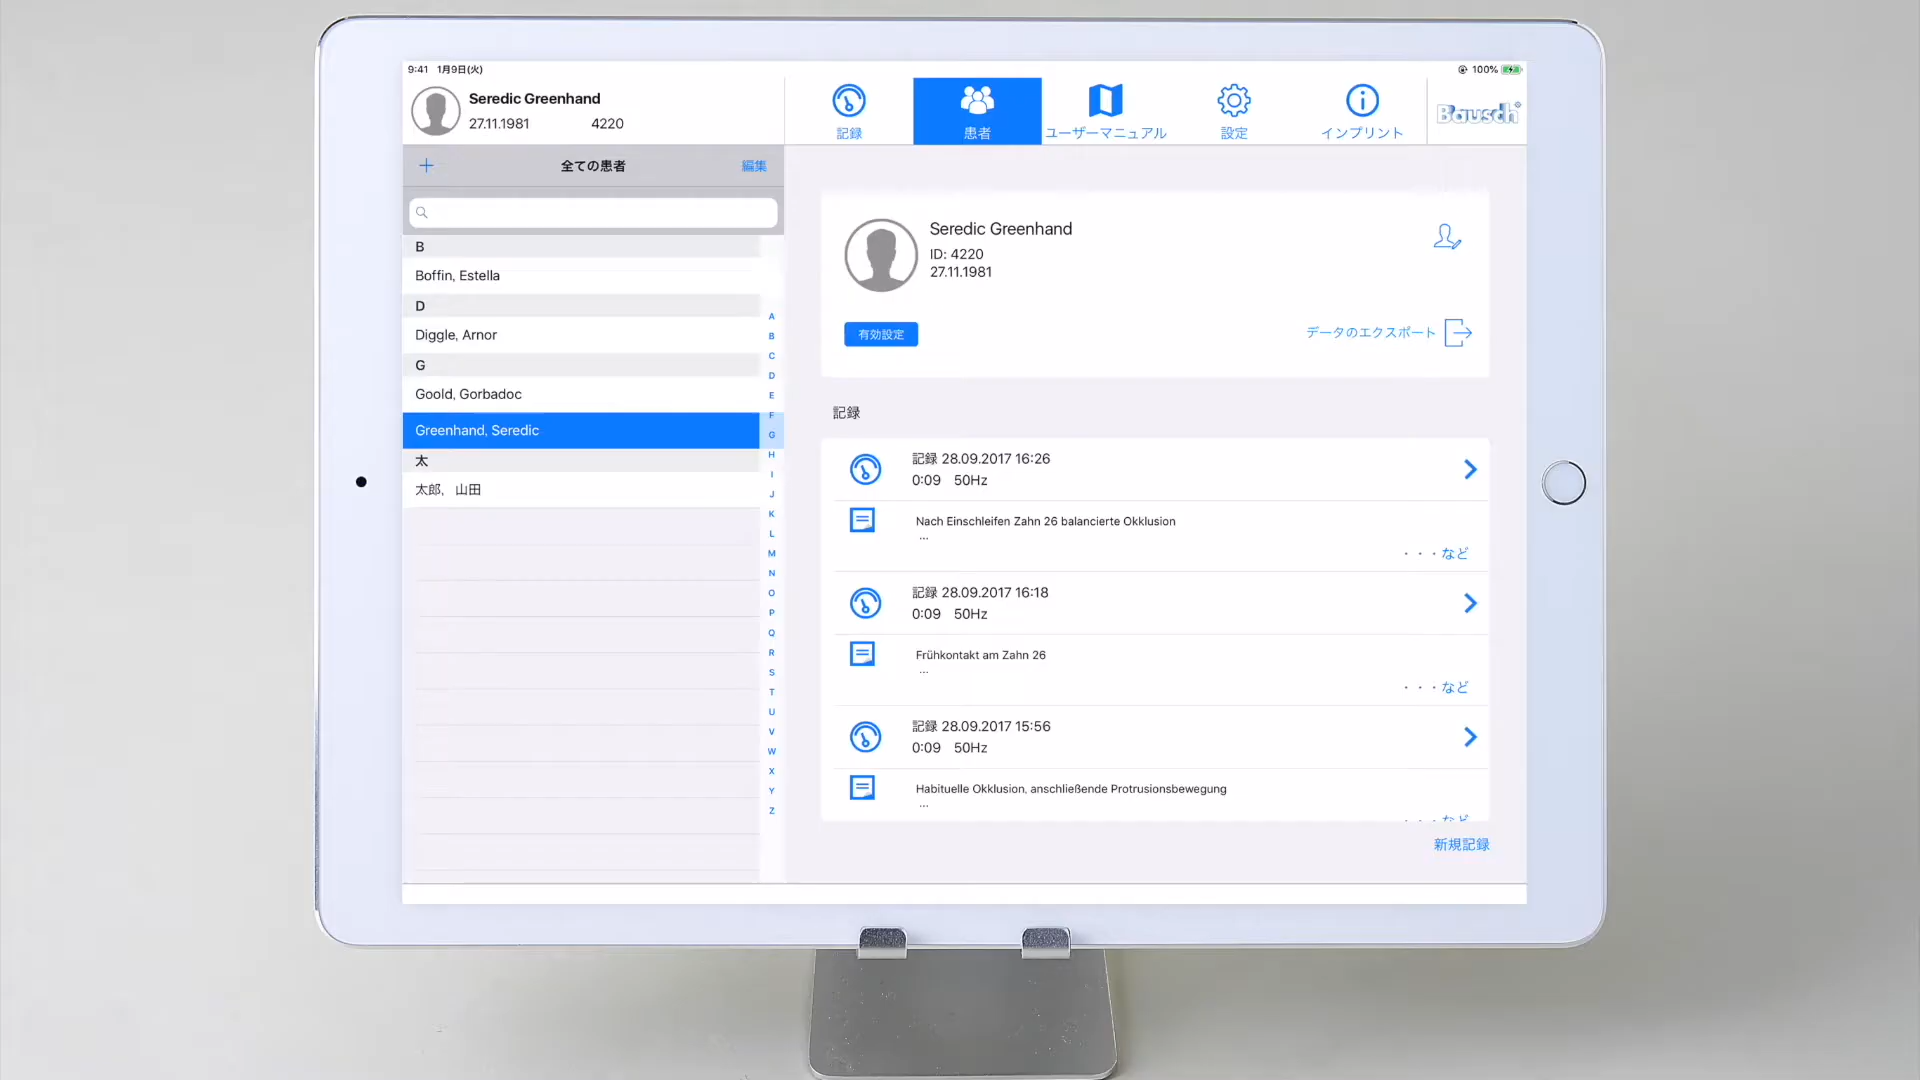 9:41 1月9日(火)
100%
Seredic Greenhand
27.11.1981 4220
記録
患者
ユーザーマニュアル
設定
インプリント
Bausch
全ての患者
編集
B
Boffin, Estella
D
Diggle, Arnor
G
Goold, Gorbadoc
Greenhand, Seredic
太
太郎, 山田
A
B
C
D
E
F
G
H
I
J
K
L
M
N
O
P
Q
R
S
T
U
V
W
X
Y
Z
Seredic Greenhand
ID: 4220
27.11.1981
有効設定
データのエクスポート
記録
記録 28.09.2017 16:26
0:09 50Hz
Nach Einschleifen Zahn 26 balancierte Okklusion
...
・・・など
記録 28.09.2017 16:18
0:09 50Hz
Frühkontakt am Zahn 26
...
・・・など
記録 28.09.2017 15:56
0:09 50Hz
Habituelle Okklusion, anschließende Protrusionsbewegung
...
・・・など
新規記録